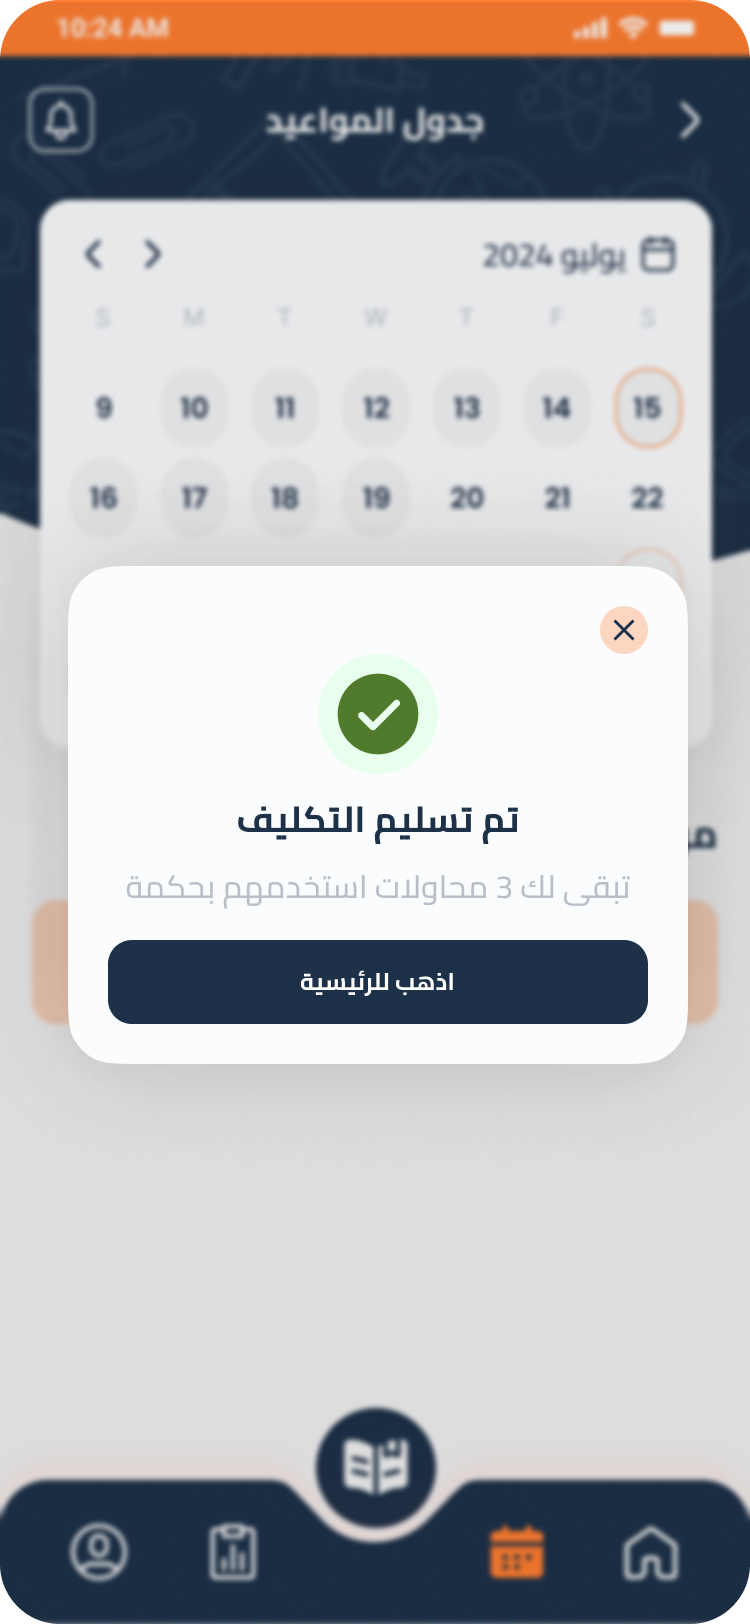 10:24 AM
جدول المواعيد
يوليو 2024
S M T W T F S
9 10 11 12 13 14 15
16 17 18 19 20 21 22
تم تسليم التكليف
تبقى لك 3 محاولات استخدمهم بحكمة
اذهب للرئيسية